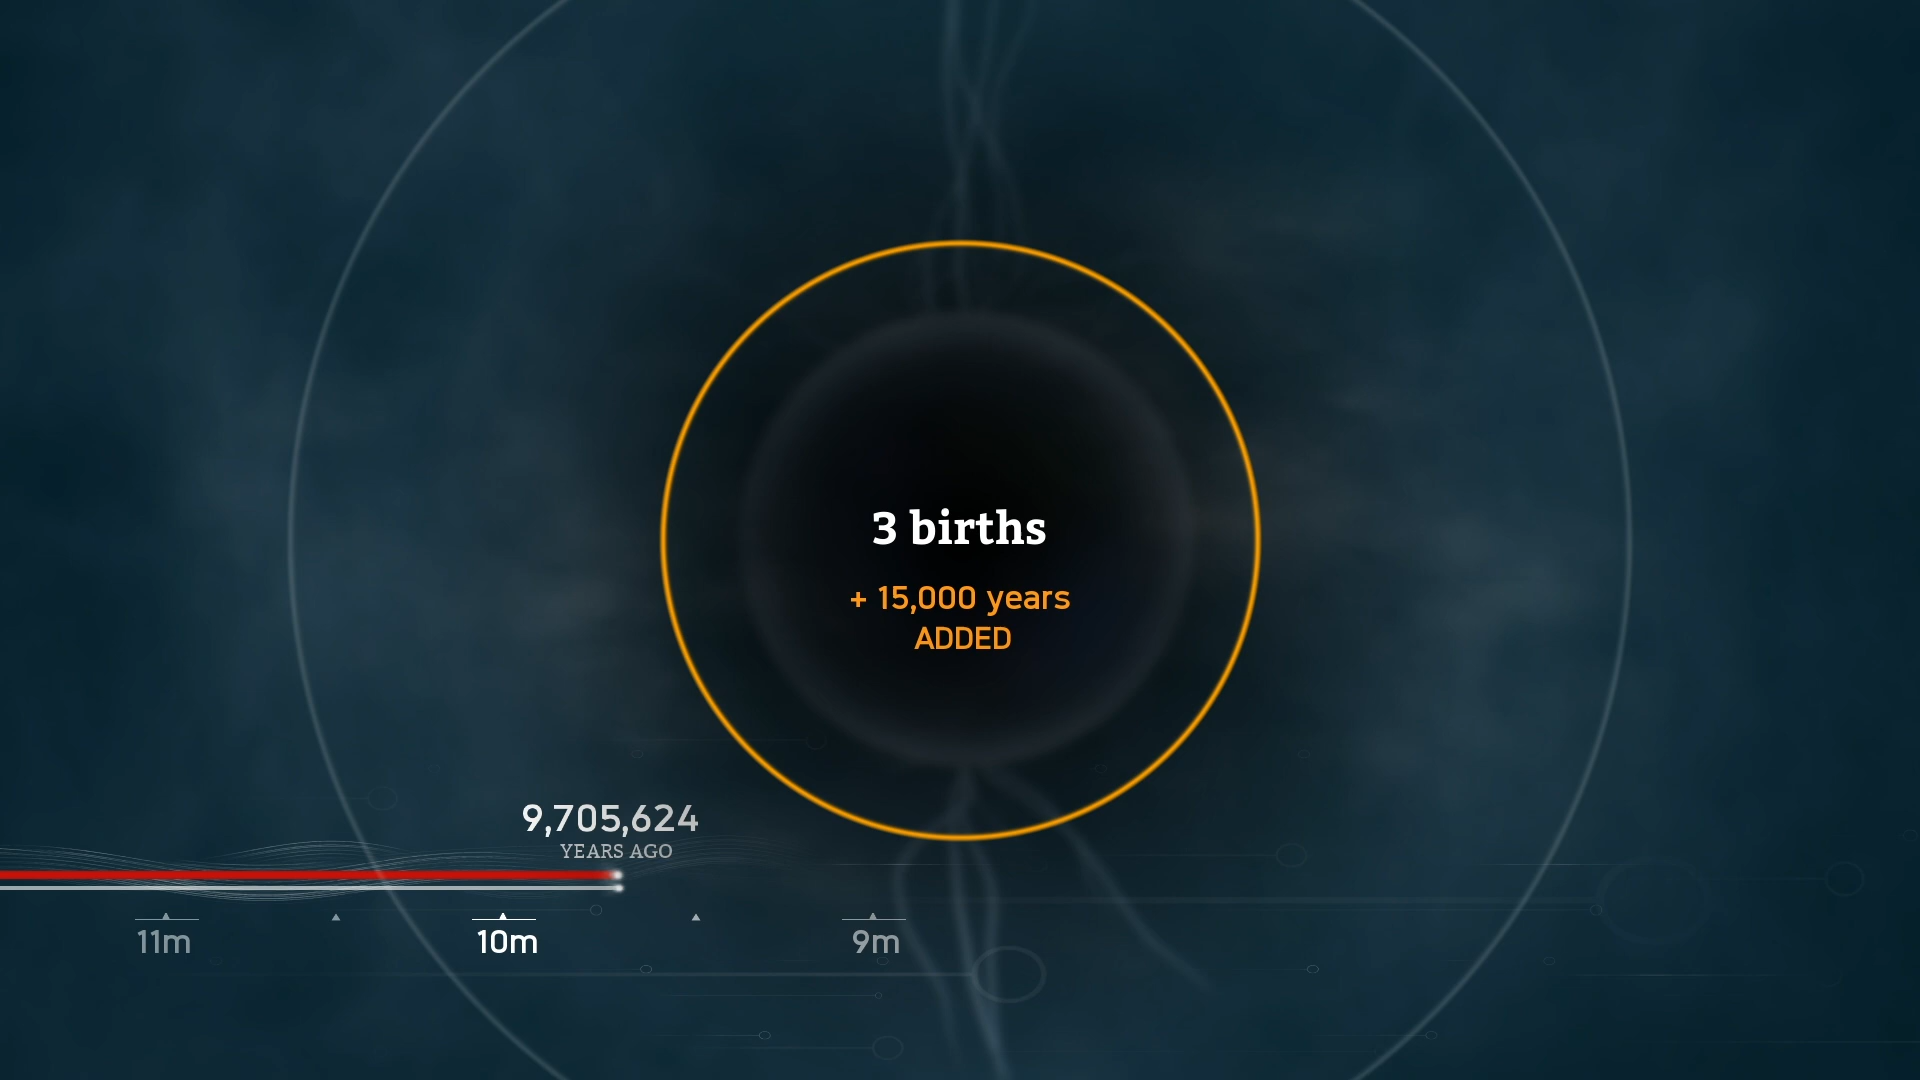 3 births
+ 15,000 years
ADDED
9,705,624
YEARS AGO
11m
10m
9m